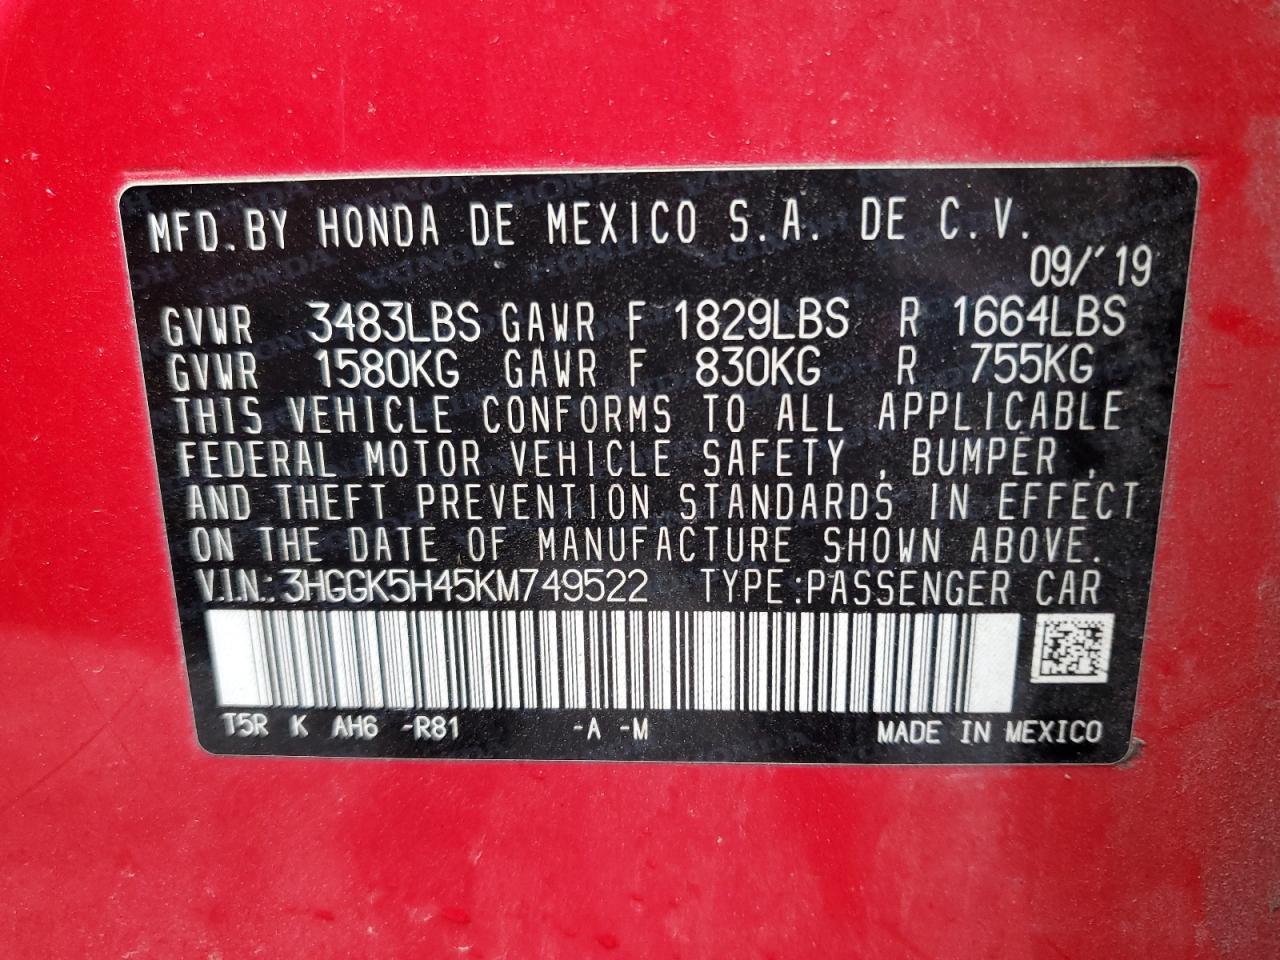 MFD. BY HONDA DE MEXICO S.A. DE C.V.
09/'19
GVWR 3483LBS GAWR F 1829LBS R 1664LBS
GVWR 1580KG GAWR F 830KG R 755KG
THIS VEHICLE CONFORMS TO ALL APPLICABLE
FEDERAL MOTOR VEHICLE SAFETY , BUMPER ,
AND THEFT PREVENTION STANDARDS IN EFFECT
ON THE DATE OF MANUFACTURE SHOWN ABOVE.
V.I.N.: 3HGGK5H45KM749522 TYPE:PASSENGER CAR
T5R K AH6 -R81 -A -M MADE IN MEXICO